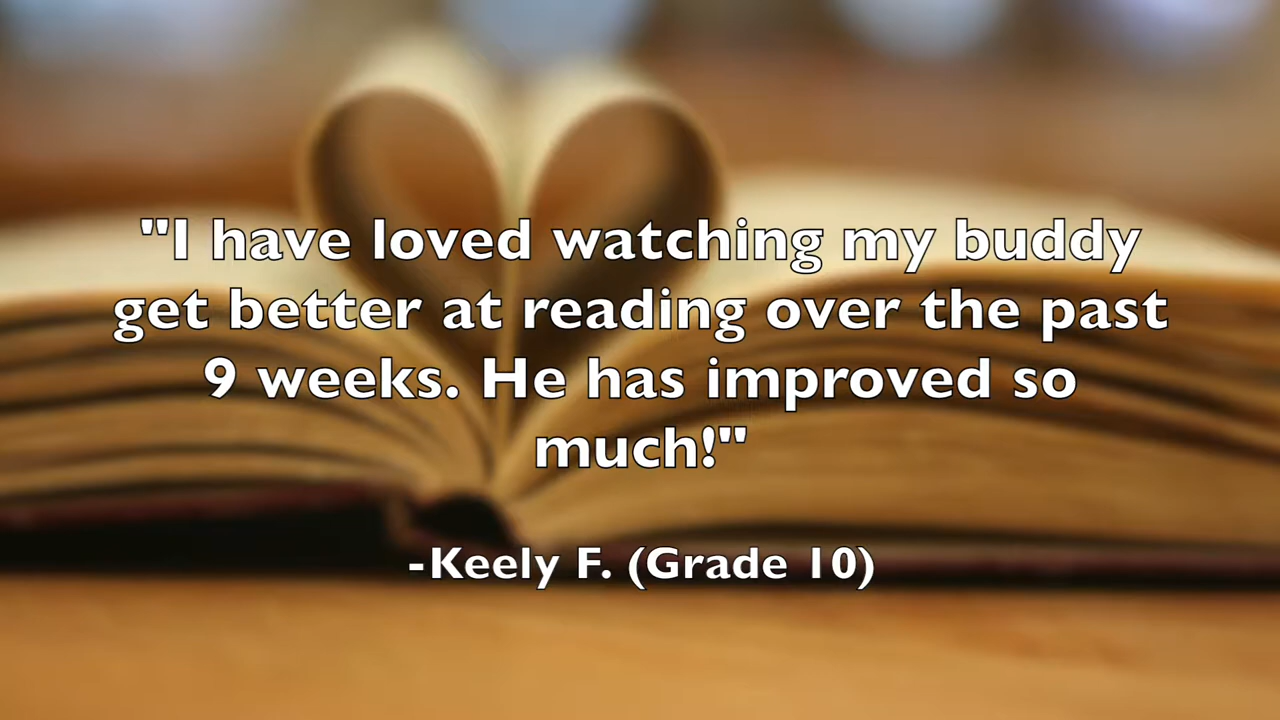 "I have loved watching my buddy
get better at reading over the past
9 weeks. He has improved so
much!"
-Keely F. (Grade 10)